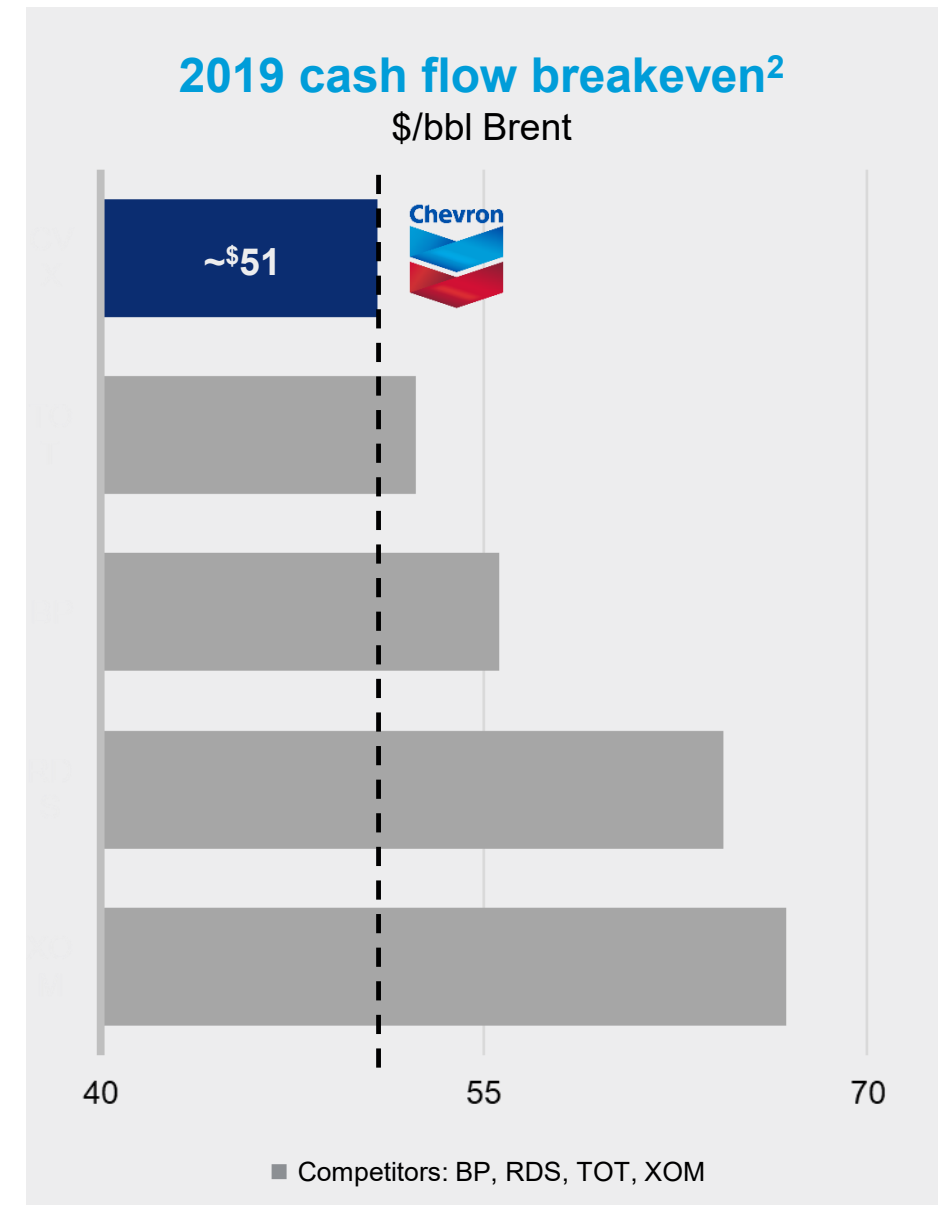 2019 cash flow breakeven²
$/bbl Brent
Chevron
~$51
40 55 70
Competitors: BP, RDS, TOT, XOM